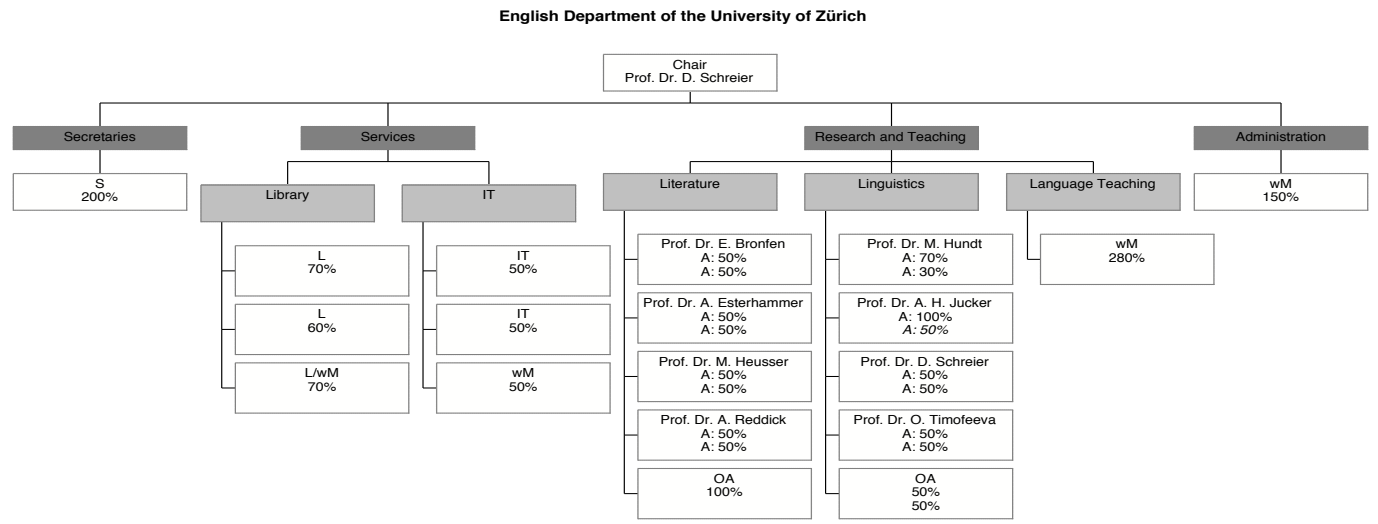 English Department of the University of Zürich
Chair
Prof. Dr. D. Schreier
Secretaries
S
200%
Services
Library
L
70%
L
60%
L/wM
70%
IT
IT
50%
IT
50%
wM
50%
Research and Teaching
Literature
Prof. Dr. E. Bronfen
A: 50%
A: 50%
Prof. Dr. A. Esterhammer
A: 50%
A: 50%
Prof. Dr. M. Heusser
A: 50%
A: 50%
Prof. Dr. A. Reddick
A: 50%
A: 50%
OA
100%
Linguistics
Prof. Dr. M. Hundt
A: 70%
A: 30%
Prof. Dr. A. H. Jucker
A: 100%
A: 50%
Prof. Dr. D. Schreier
A: 50%
A: 50%
Prof. Dr. O. Timofeeva
A: 50%
A: 50%
OA
50%
50%
Language Teaching
wM
280%
Administration
wM
150%